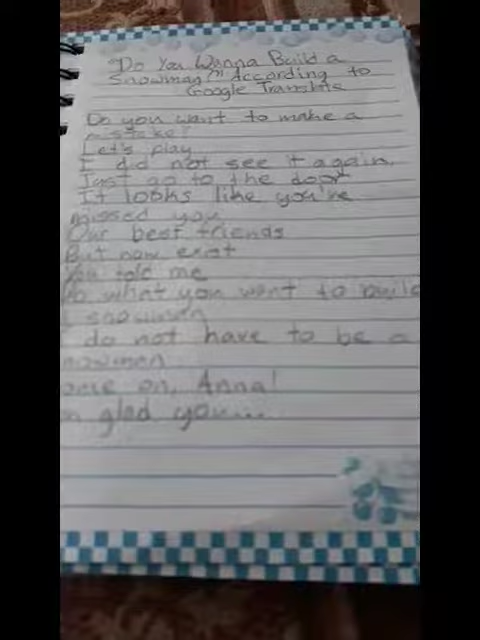 "Do You Wanna Build a
Snowman" According to
Google Translate
Do you want to make a
mistake?
Let's play
I did not see it again.
Just go to the door
It looks like you're
missed you
Our best friends
But now exist
You told me
Do what you want to build
a snowman
I do not have to be a
snowman
Come on, Anna!
glad you...